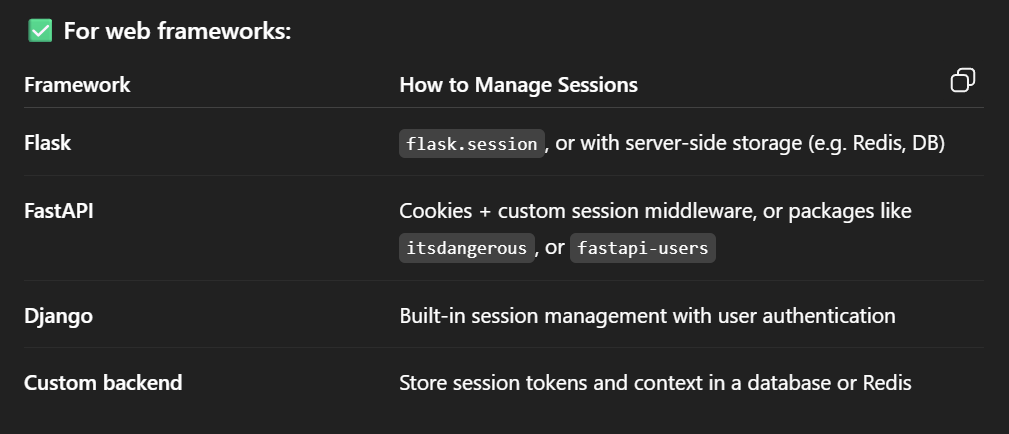 ✅ For web frameworks:
Framework How to Manage Sessions
Flask flask.session, or with server-side storage (e.g. Redis, DB)
FastAPI Cookies + custom session middleware, or packages like
itsdangerous, or fastapi-users
Django Built-in session management with user authentication
Custom backend Store session tokens and context in a database or Redis